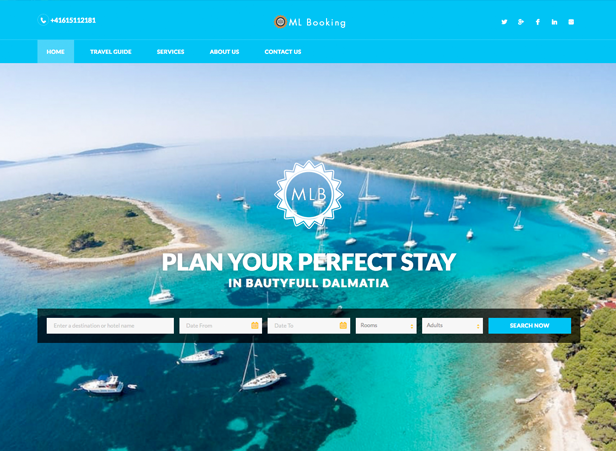 +41615112181
ML Booking
HOME TRAVEL GUIDE SERVICES ABOUT US CONTACT US
MLB
PLAN YOUR PERFECT STAY
IN BAUTYFULL DALMATIA
Enter a destination or hotel name Date From Date To Rooms Adults SEARCH NOW